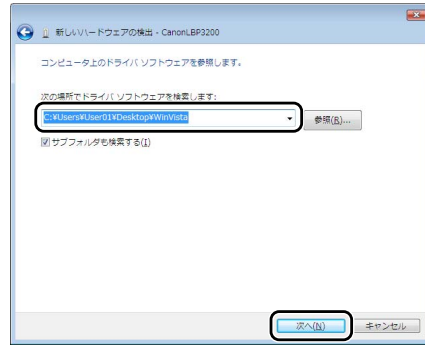 新しいハードウェアの検出 - CanonLBP3200
コンピュータ上のドライバ ソフトウェアを参照します。
次の場所でドライバ ソフトウェアを検索します:
C:¥Users¥User01¥Desktop¥WinVista
参照(R)...
サブフォルダも検索する(I)
次へ(N)
キャンセル